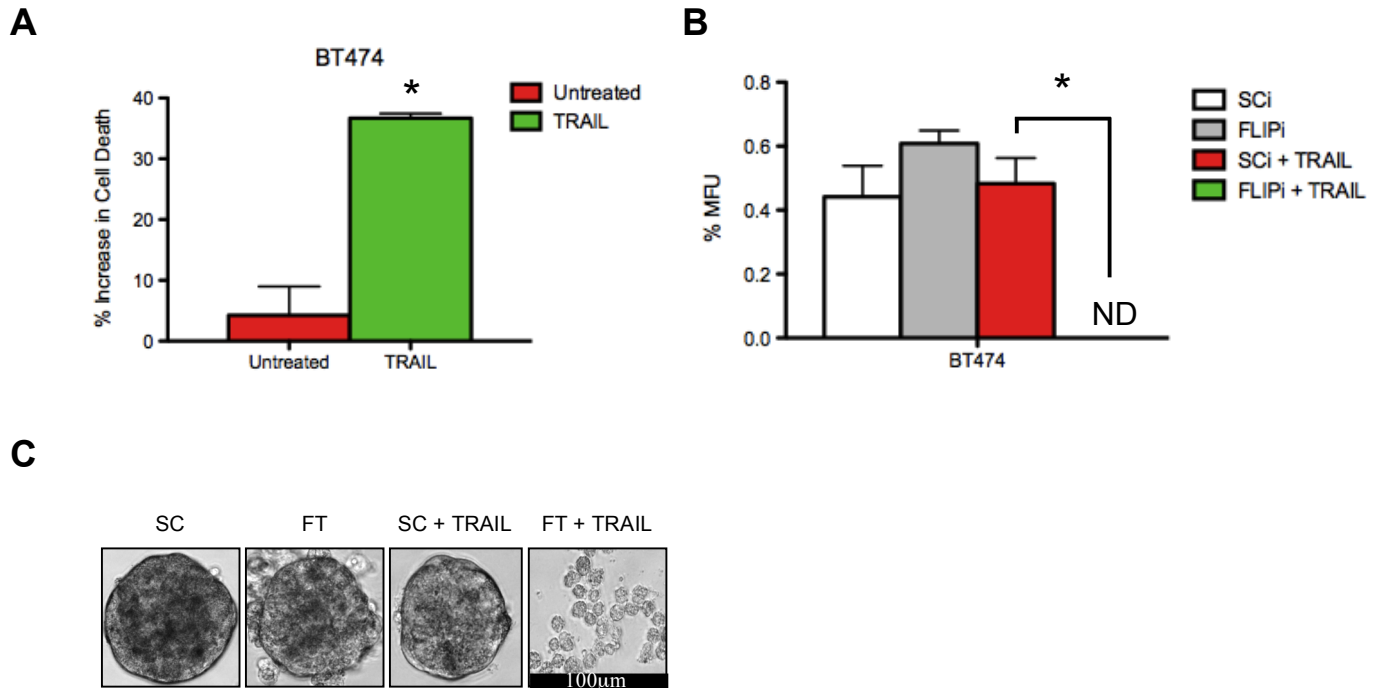 A
BT474
*
% Increase in Cell Death
40
30
20
10
0
Untreated
TRAIL
Untreated
TRAIL
B
*
% MFU
0.8
0.6
0.4
0.2
0.0
ND
BT474
SCi
FLIPi
SCi + TRAIL
FLIPi + TRAIL
C
SC
FT
SC + TRAIL
FT + TRAIL
100µm